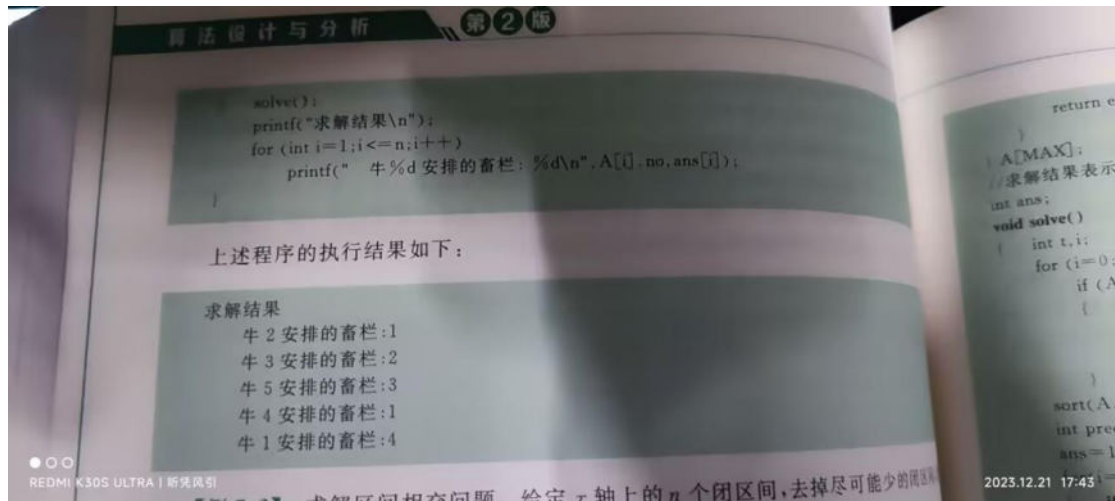 算法设计与分析 第2版
solve();
printf("求解结果\n");
for (int i=1;i<=n;i++)
printf(" 牛%d安排的畜栏: %d\n",A[i].no,ans[i]);
}
上述程序的执行结果如下：
求解结果
牛 2 安排的畜栏:1
牛 3 安排的畜栏:2
牛 5 安排的畜栏:3
牛 4 安排的畜栏:1
牛 1 安排的畜栏:4
求解区间相交问题 给定 x 轴上的 n 个闭区间,去掉尽可能少的闭区
return e
}
} A[MAX];
//求解结果表示
int ans;
void solve()
{ int t,i;
for (i=0;
if (A
{
}
sort(A
int pre
ans=1
REDMI K30S ULTRA | 昕凭风引
2023.12.21 17:43